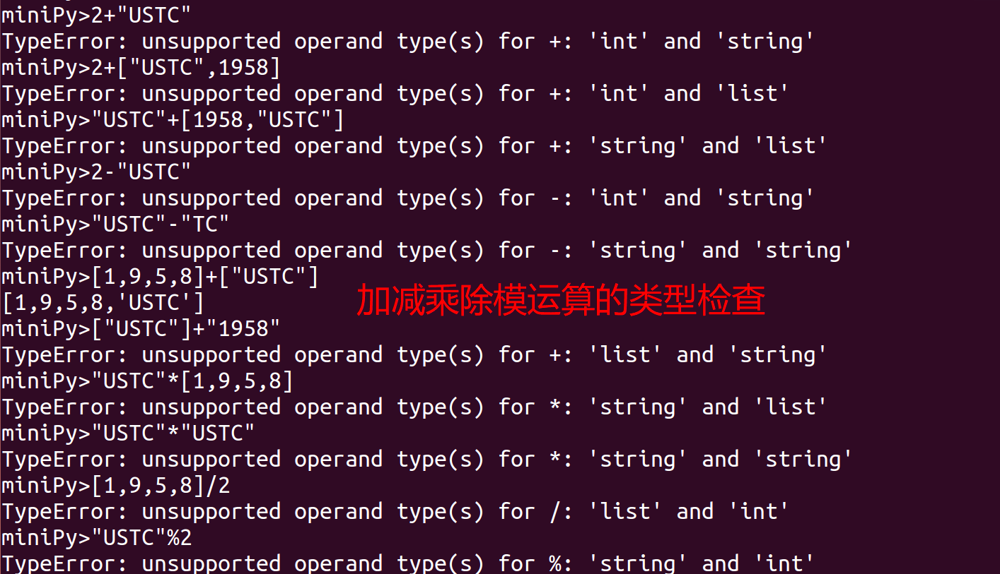 miniPy>2+"USTC"
TypeError: unsupported operand type(s) for +: 'int' and 'string'
miniPy>2+["USTC",1958]
TypeError: unsupported operand type(s) for +: 'int' and 'list'
miniPy>"USTC"+[1958,"USTC"]
TypeError: unsupported operand type(s) for +: 'string' and 'list'
miniPy>2-"USTC"
TypeError: unsupported operand type(s) for -: 'int' and 'string'
miniPy>"USTC"-"TC"
TypeError: unsupported operand type(s) for -: 'string' and 'string'
miniPy>[1,9,5,8]+["USTC"]
[1,9,5,8,'USTC']
加减乘除模运算的类型检查
miniPy>["USTC"]+"1958"
TypeError: unsupported operand type(s) for +: 'list' and 'string'
miniPy>"USTC"*[1,9,5,8]
TypeError: unsupported operand type(s) for *: 'string' and 'list'
miniPy>"USTC"*"USTC"
TypeError: unsupported operand type(s) for *: 'string' and 'string'
miniPy>[1,9,5,8]/2
TypeError: unsupported operand type(s) for /: 'list' and 'int'
miniPy>"USTC"%2
TypeError: unsupported operand type(s) for %: 'string' and 'int'